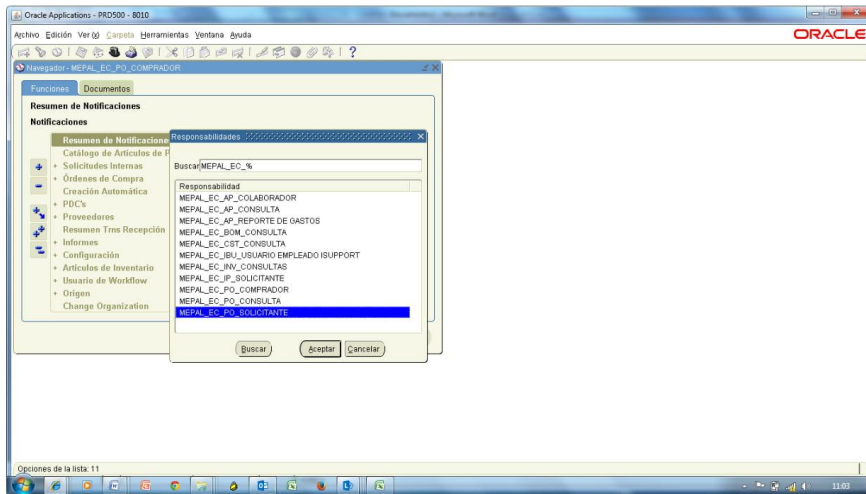 Oracle Applications - PRD500 - 8010
Archivo Edición Ver(x) Carpeta Herramientas Ventana Ayuda
ORACLE
Navegador - MEPAL_EC_PO_COMPRADOR
Funciones Documentos
Resumen de Notificaciones
Notificaciones
Resumen de Notificacione
Catálogo de Artículos de P
+ Solicitudes Internas
+ Órdenes de Compra
Creación Automática
+ PDC's
+ Proveedores
Resumen Trns Recepción
+ Informes
+ Configuración
+ Artículos de Inventario
+ Usuario de Workflow
+ Origen
Change Organization
Responsabilidades
Buscar MEPAL_EC_%
Responsabilidad
MEPAL_EC_AP_COLABORADOR
MEPAL_EC_AP_CONSULTA
MEPAL_EC_AP_REPORTE DE GASTOS
MEPAL_EC_BOM_CONSULTA
MEPAL_EC_CST_CONSULTA
MEPAL_EC_IBU_USUARIO EMPLEADO ISUPPORT
MEPAL_EC_INV_CONSULTAS
MEPAL_EC_IP_SOLICITANTE
MEPAL_EC_PO_COMPRADOR
MEPAL_EC_PO_CONSULTA
MEPAL_EC_PO_SOLICITANTE
Buscar Aceptar Cancelar
Opciones de la lista: 11
11:03